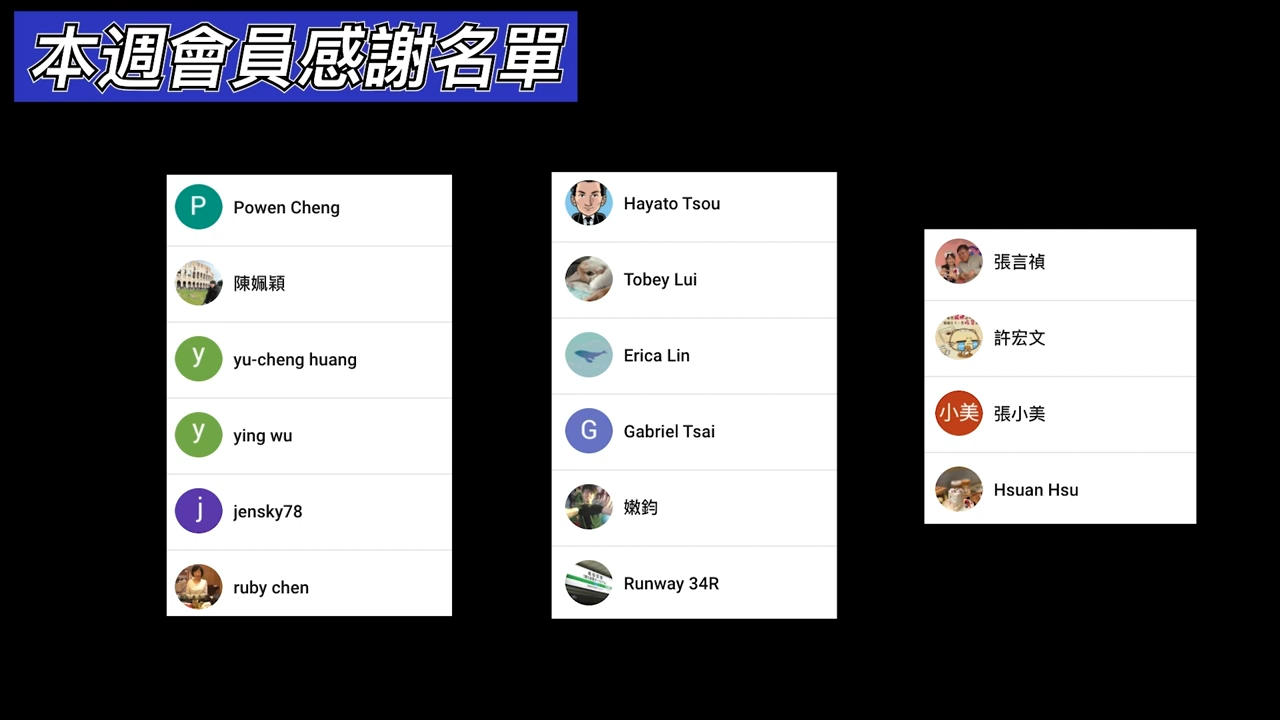 本週會員感謝名單
P Powen Cheng
陳姵穎
y yu-cheng huang
y ying wu
j jensky78
ruby chen
Hayato Tsou
Tobey Lui
Erica Lin
G Gabriel Tsai
嫩鈞
Runway 34R
張言禎
許宏文
小美 張小美
Hsuan Hsu